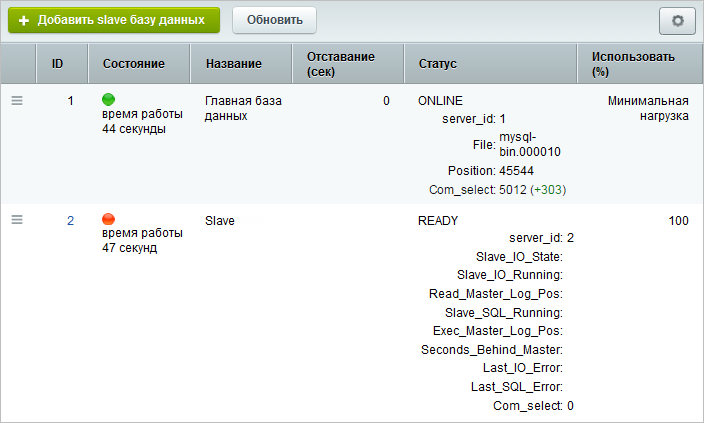 Добавить slave базу данных
Обновить
ID
Состояние
Название
Отставание
(сек)
Статус
Использовать
(%)
1
время работы
44 секунды
Главная база
данных
0
ONLINE
server_id: 1
File: mysql-
bin.000010
Position: 45544
Com_select: 5012 (+303)
Минимальная
нагрузка
2
время работы
47 секунд
Slave
READY
server_id: 2
Slave_IO_State:
Slave_IO_Running:
Read_Master_Log_Pos:
Slave_SQL_Running:
Exec_Master_Log_Pos:
Seconds_Behind_Master:
Last_IO_Error:
Last_SQL_Error:
Com_select: 0
100